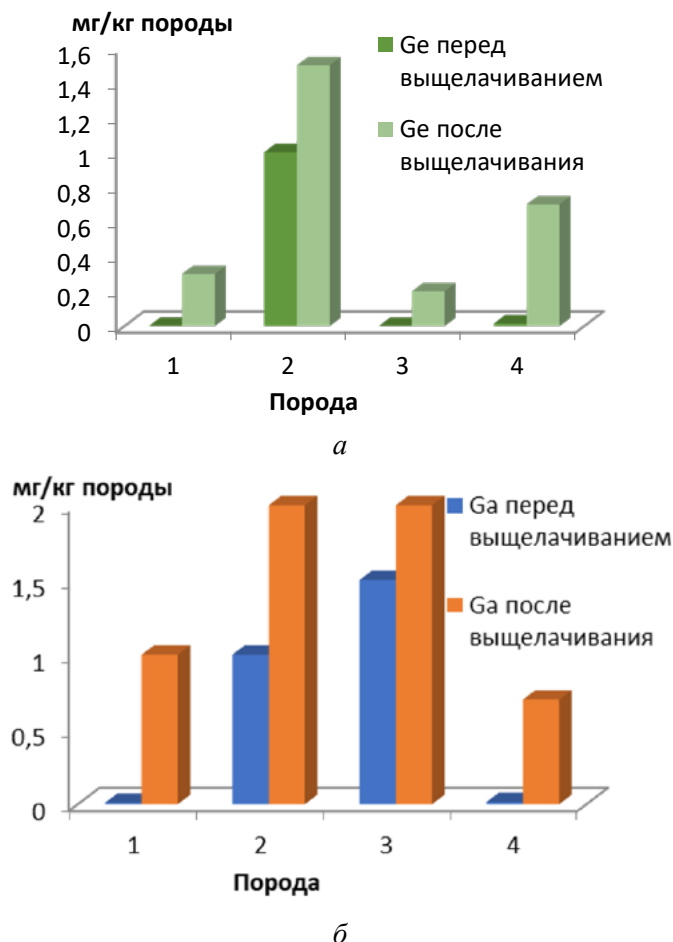 мг/кг породы
1,6
1,4
1,2
1
0,8
0,6
0,4
0,2
0
Ge перед
выщелачиванием
Ge после
выщелачивания
1 2 3 4
Порода
а
мг/кг породы
2
1,5
1
0,5
0
Ga перед
выщелачиванием
Ga после
выщелачивания
1 2 3 4
Порода
б